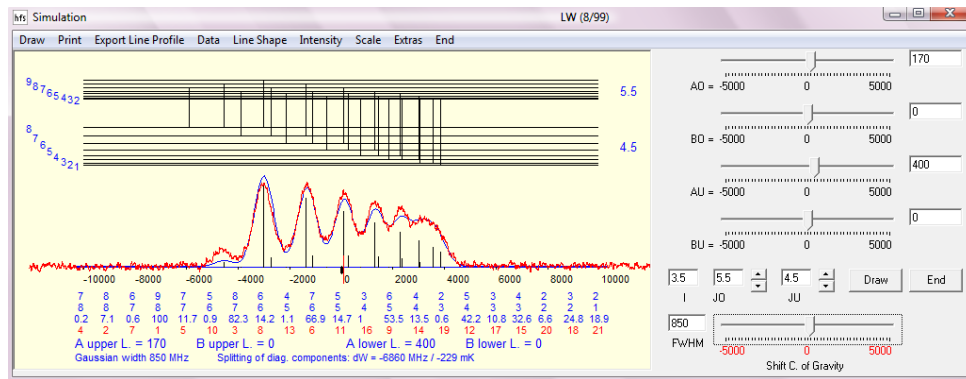 hfs Simulation LW (8/99)
Draw Print Export Line Profile Data Line Shape Intensity Scale Extras End
98765432 5.5
87654321 4.5
-10000 -8000 -6000 -4000 -2000 0 2000 4000 6000 8000 10000
7 8 6 9 7 5 8 6 4 7 5 3 6 4 2 5 3 4 2 3 2
8 8 7 8 7 6 7 6 5 6 5 4 5 4 3 4 3 3 2 2 1
0.2 7.1 0.6 100 11.7 0.9 82.3 14.2 1.1 66.9 14.7 1 53.5 13.5 0.6 42.2 10.8 32.6 6.6 24.8 18.9
4 2 7 1 5 10 3 8 13 6 11 16 9 14 19 12 17 15 20 18 21
A upper L. = 170 B upper L. = 0 A lower L. = 400 B lower L. = 0
Gaussian width 850 MHz Splitting of diag. components: dW = -6860 MHz / -229 mK
170
AO = -5000 0 5000
0
BO = -5000 0 5000
400
AU = -5000 0 5000
0
BU = -5000 0 5000
3.5 5.5 4.5 Draw End
I JO JU
850
FWHM -5000 0 5000
Shift C. of Gravity